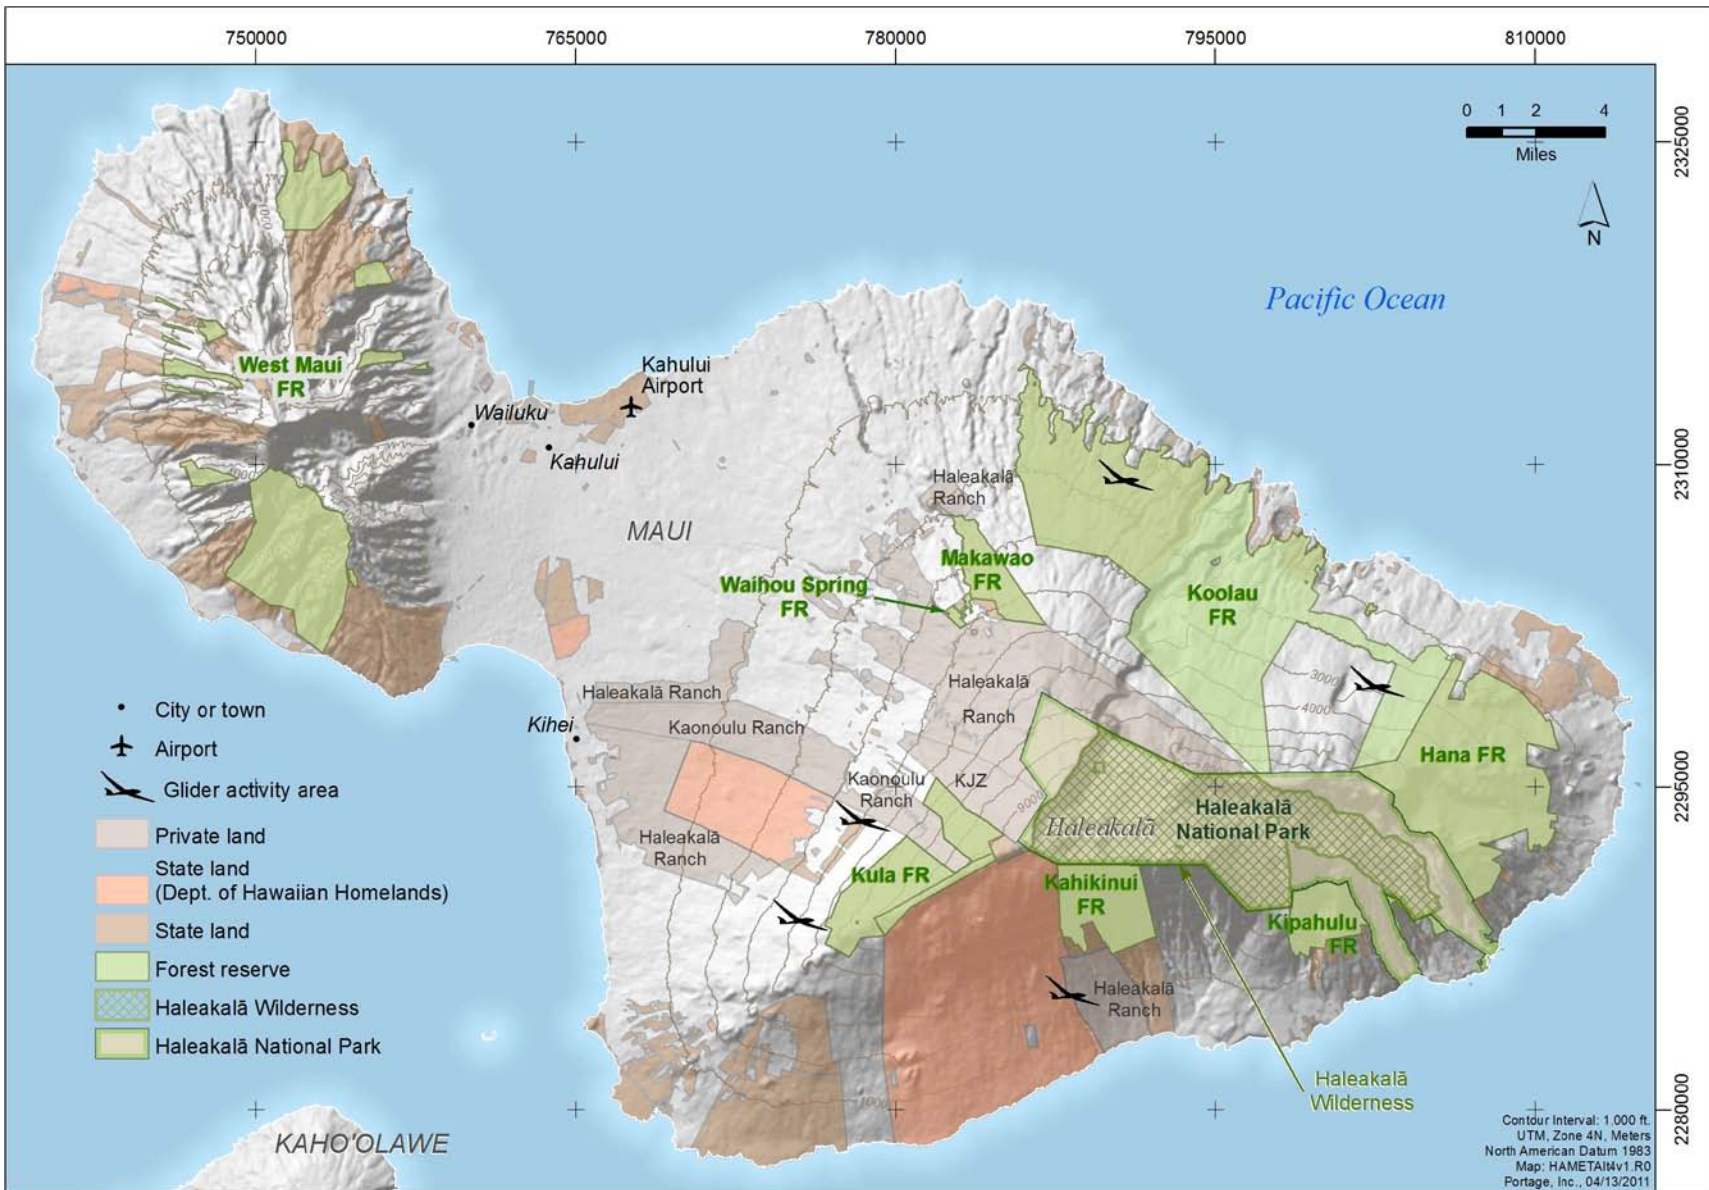 750000
765000
780000
795000
810000
0 1 2 4
Miles
N
2325000
2310000
2295000
2280000
Pacific Ocean
West Maui
FR
Kahului
Airport
Wailuku
Kahului
MAUI
Haleakalā
Ranch
Makawao
FR
Waihou Spring
FR
Koolau
FR
Haleakalā
Ranch
Haleakalā Ranch
Kaonoulu Ranch
Kihei
Kaonoulu
Ranch
KJZ
9000
3000
4000
Hana FR
Haleakalā
Haleakalā
National Park
Haleakalā
Ranch
Kula FR
Kahikinui
FR
Kipahulu
FR
Haleakalā
Ranch
1000
Haleakalā
Wilderness
City or town
Airport
Glider activity area
Private land
State land
(Dept. of Hawaiian Homelands)
State land
Forest reserve
Haleakalā Wilderness
Haleakalā National Park
KAHO'OLAWE
Contour Interval: 1,000 ft.
UTM, Zone 4N, Meters
North American Datum 1983
Map: HAMETAlt4v1.R0
Portage, Inc., 04/13/2011